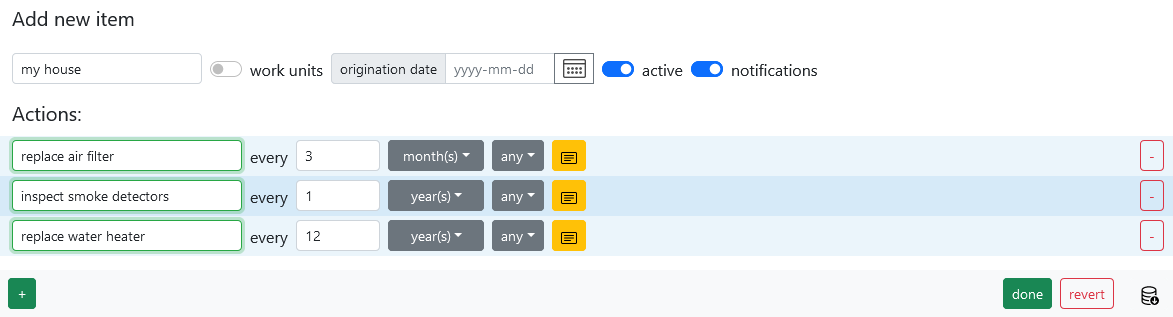 Add new item
my house work units origination date yyyy-mm-dd active notifications
Actions:
replace air filter every 3 month(s) any -
inspect smoke detectors every 1 year(s) any -
replace water heater every 12 year(s) any -
+ done revert